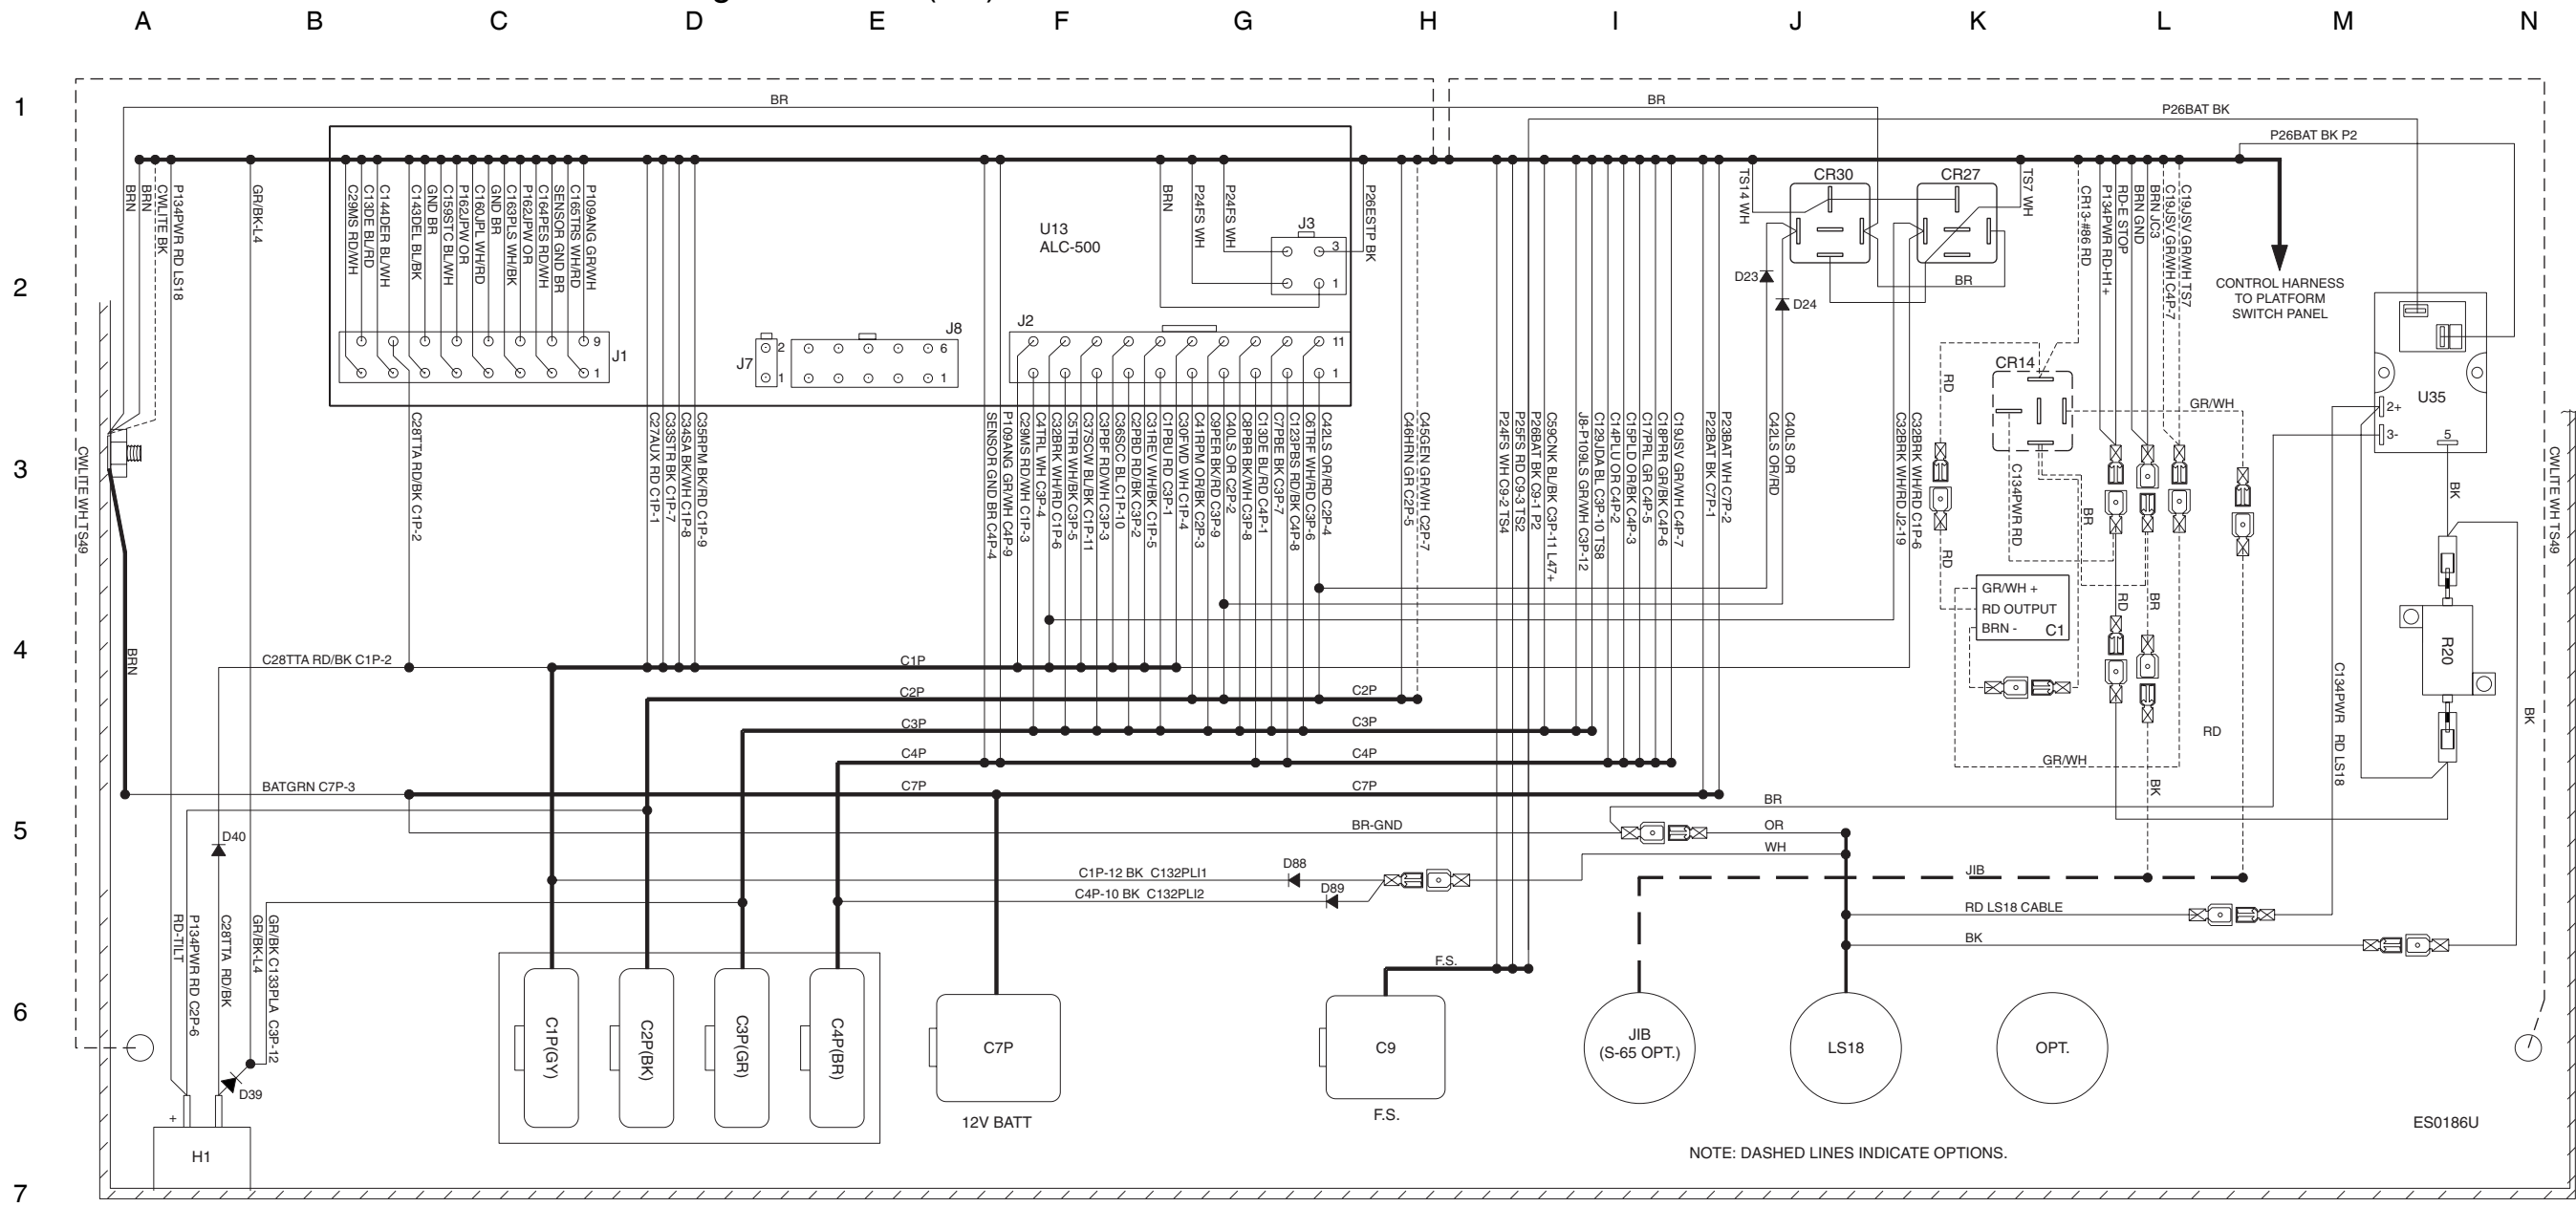 A B C D E F G H I J K L M N
1
2
3
4
5
6
7
BR
BR
P26BAT BK
P26BAT BK P2
BRN
BRN
CWLITE BK
P134PWR RD LS18
GR/BK-L4
C29MS RD/WH
C13DE BL/RD
C144DER BL/WH
C143DEL BL/BK
GND BR
C159STC BL/WH
P162JPW OR
C160JPL WH/RD
GND BR
C163PLS WH/BK
P162JPW OR
C164PES RD/WH
SENSOR GND BR
C165TRS WH/RD
P109ANG GR/WH
U13
ALC-500
BRN
P24FS WH
P24FS WH
J3
3
1
P26ESTP BK
TS14 WH
CR30
CR27
TS7 WH
BR
D23
D24
CR13-#86 RD
P134PWR RD-H1+
RD-E STOP
BRN GND
BRN JC3
C19JSV GR/WH C4P-7
C19JSV GR/WH TS7
CONTROL HARNESS
TO PLATFORM
SWITCH PANEL
9
1
J1
J7
2
1
J8
6
1
J2
11
1
CR14
RD
GR/WH
U35
2+
3-
5
CWLITE WH TS49
C28TTA RD/BK C1P-2
C27AUX RD C1P-1
C33STR BK C1P-7
C34SA BK/WH C1P-8
C35RPM BK/RD C1P-9
SENSOR GND BR C4P-4
P109ANG GR/WH C4P-9
C29MS RD/WH C1P-3
C4TRL WH C3P-4
C32BRK WH/RD C1P-6
C5TRR WH/BK C3P-5
C37SCW BL/BK C1P-11
C3PBF RD/WH C3P-3
C36SCC BL C1P-10
C2PBD RD/BK C3P-2
C31REV WH/BK C1P-5
C1PBU RD C3P-1
C30FWD WH C1P-4
C41RPM OR/BK C2P-3
C9PER BK/RD C3P-9
C40LS OR C2P-2
C8PBR BK/WH C3P-8
C13DE BL/RD C4P-1
C7PBE BK C3P-7
C123PBS RD/BK C4P-8
C6TRF WH/RD C3P-6
C42LS OR/RD C2P-4
C46HRN GR C2P-5
C45GEN GR/WH C2P-7
P24FS WH C9-2 TS4
P25FS RD C9-3 TS2
P26BAT BK C9-1 P2
C59CNK BL/BK C3P-11 L47+
J8-P109LS GR/WH C3P-12
C129JDA BL C3P-10 TS8
C14PLU OR C4P-2
C15PLD OR/BK C4P-3
C17PRL GR C4P-5
C18PRR GR/BK C4P-6
C19JSV GR/WH C4P-7
P22BAT BK C7P-1
P23BAT WH C7P-2
C42LS OR/RD
C40LS OR
C32BRK WH/RD J2-19
C32BRK WH/RD C1P-6
C134PWR RD
BR
BK
CWLITE WH TS49
RD
GR/WH +
RD OUTPUT
BRN -
C1
RD
BR
R20
BRN
C28TTA RD/BK C1P-2
C1P
C2P
C2P
C3P
C3P
C4P
C4P
C134PWR RD LS18
RD
BK
GR/WH
BK
BATGRN C7P-3
C7P
C7P
BR
BR-GND
OR
WH
D40
D88
C1P-12 BK C132PLI1
D89
C4P-10 BK C132PLI2
JIB
RD LS18 CABLE
BK
RD-TILT
P134PWR RD C2P-6
C28TTA RD/BK
GR/BK-L4
GR/BK C133PLA C3P-12
F.S.
C1P(GY)
C2P(BK)
C3P(GR)
C4P(BR)
C7P
C9
JIB
(S-65 OPT.)
LS18
OPT.
D39
+
12V BATT
F.S.
ES0186U
H1
NOTE: DASHED LINES INDICATE OPTIONS.